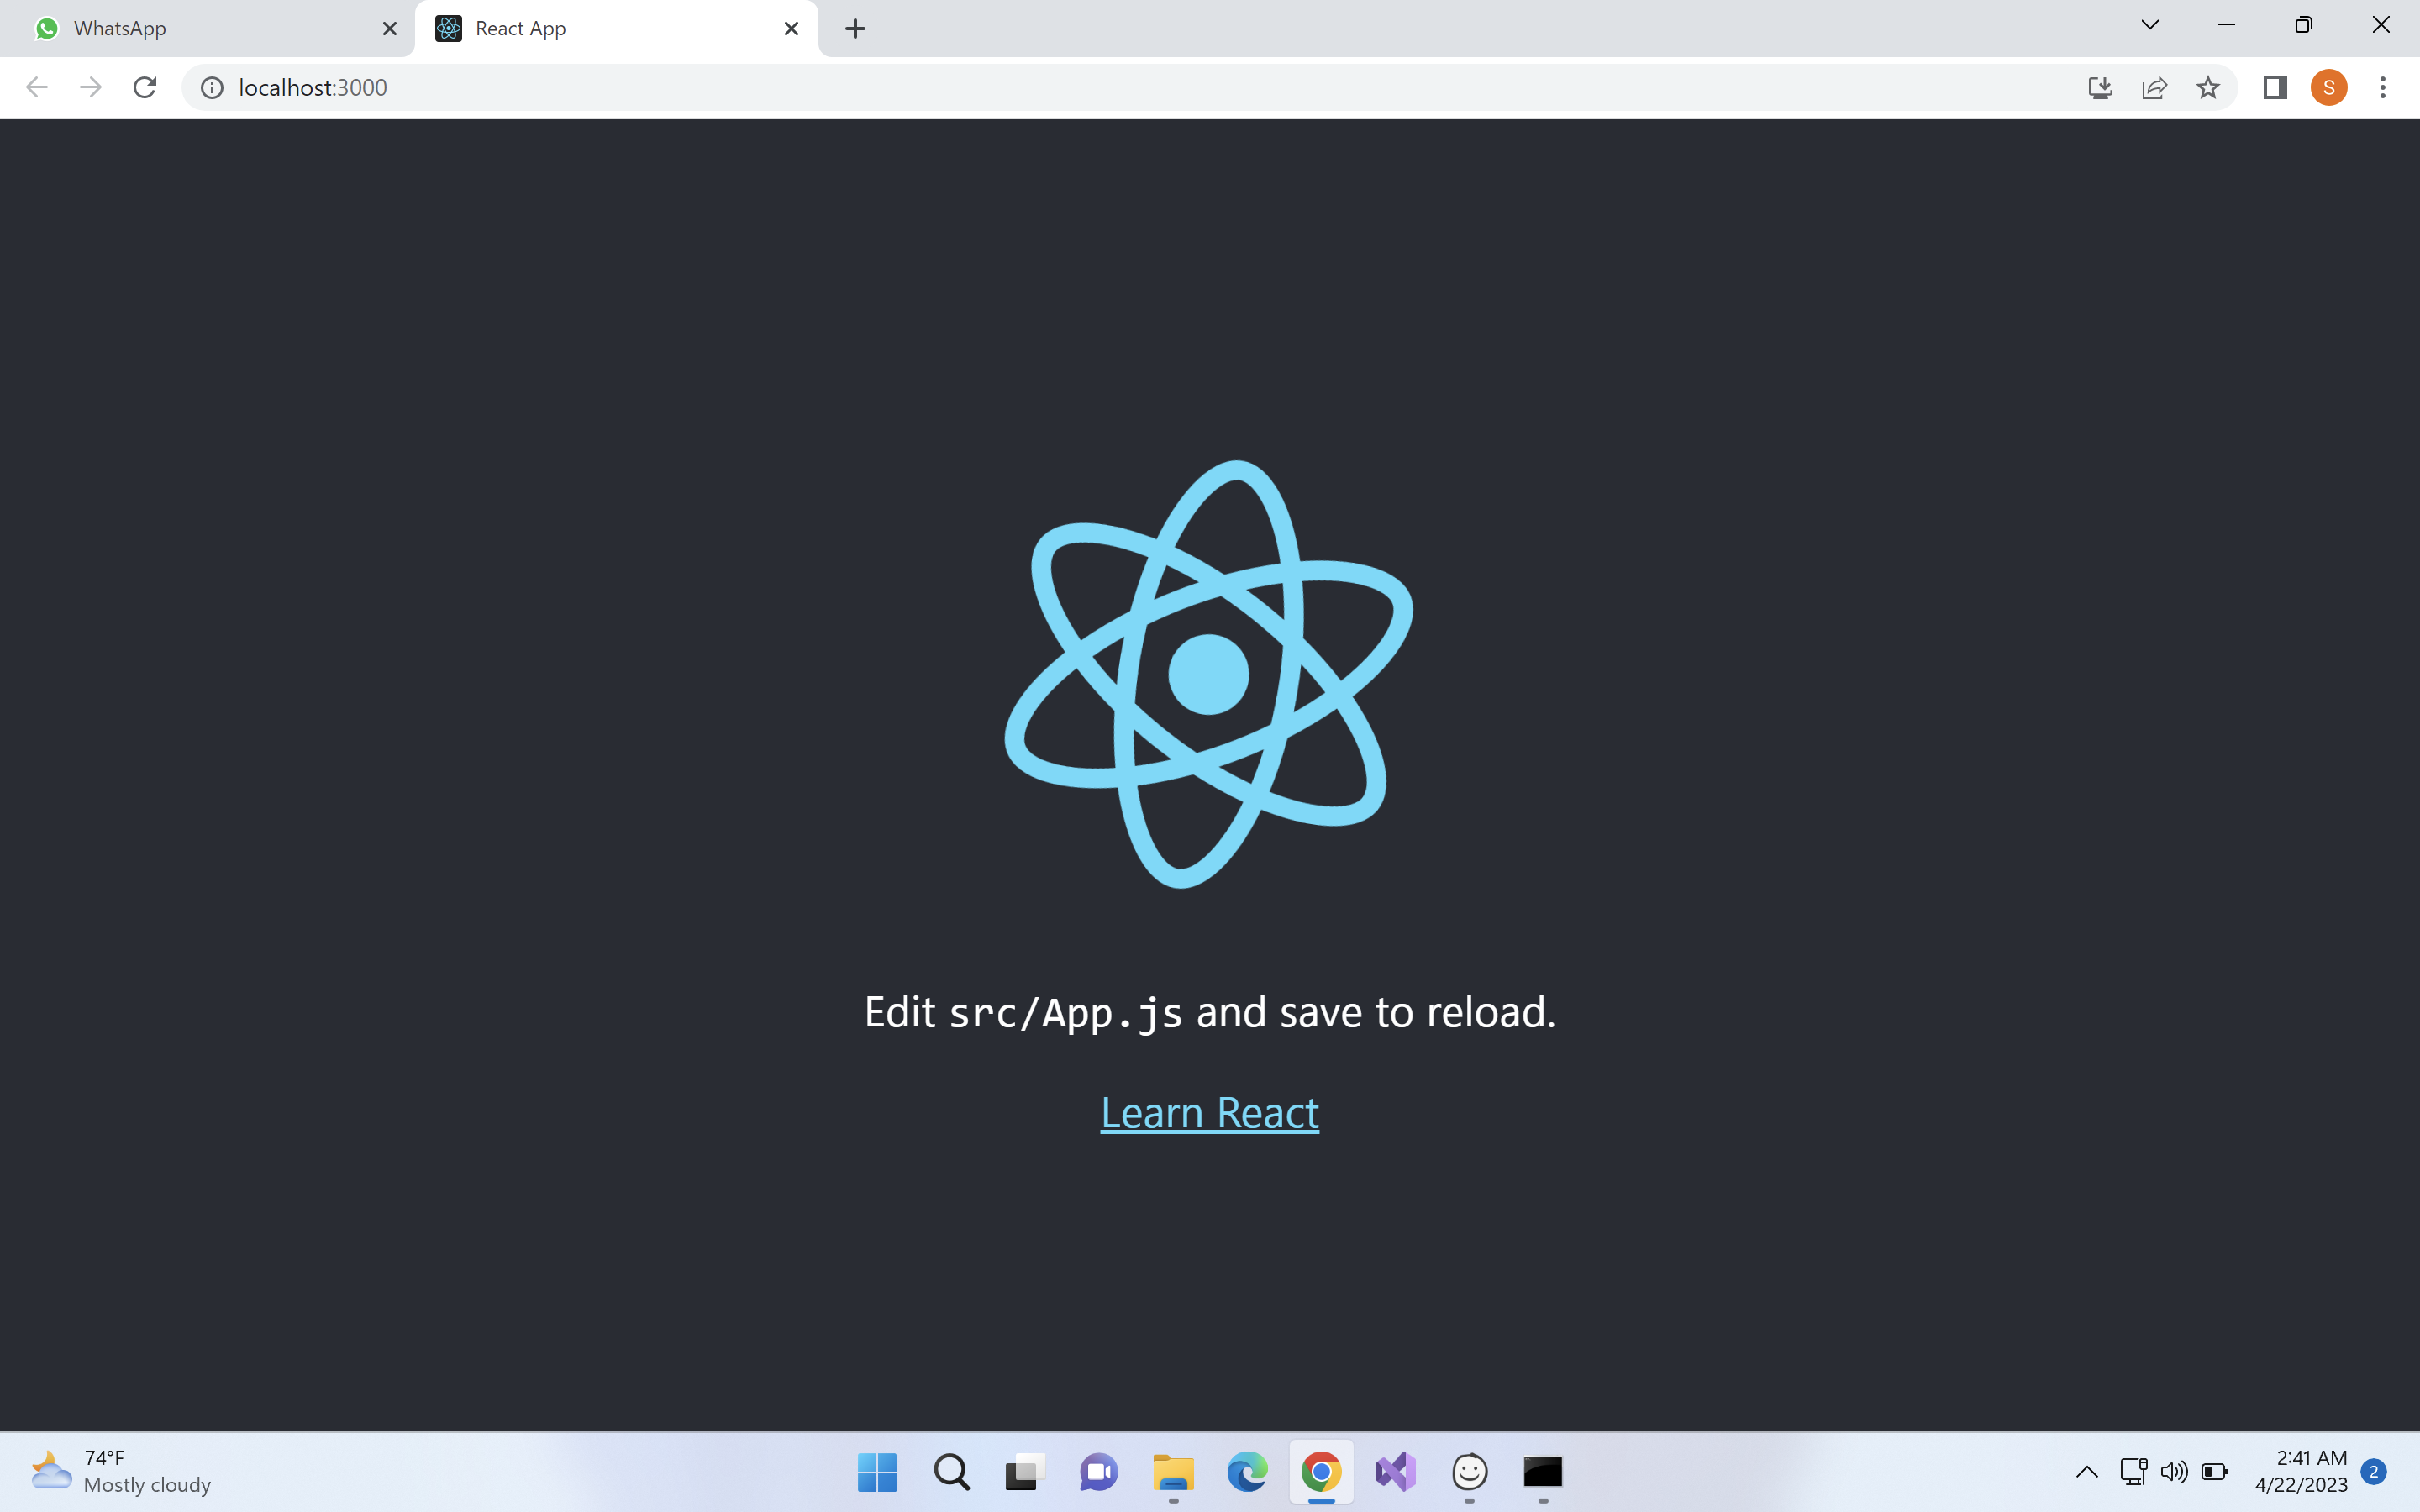 WhatsApp
React App
localhost:3000
S
Edit src/App.js and save to reload.
Learn React
74°F
Mostly cloudy
2:41 AM
4/22/2023
2